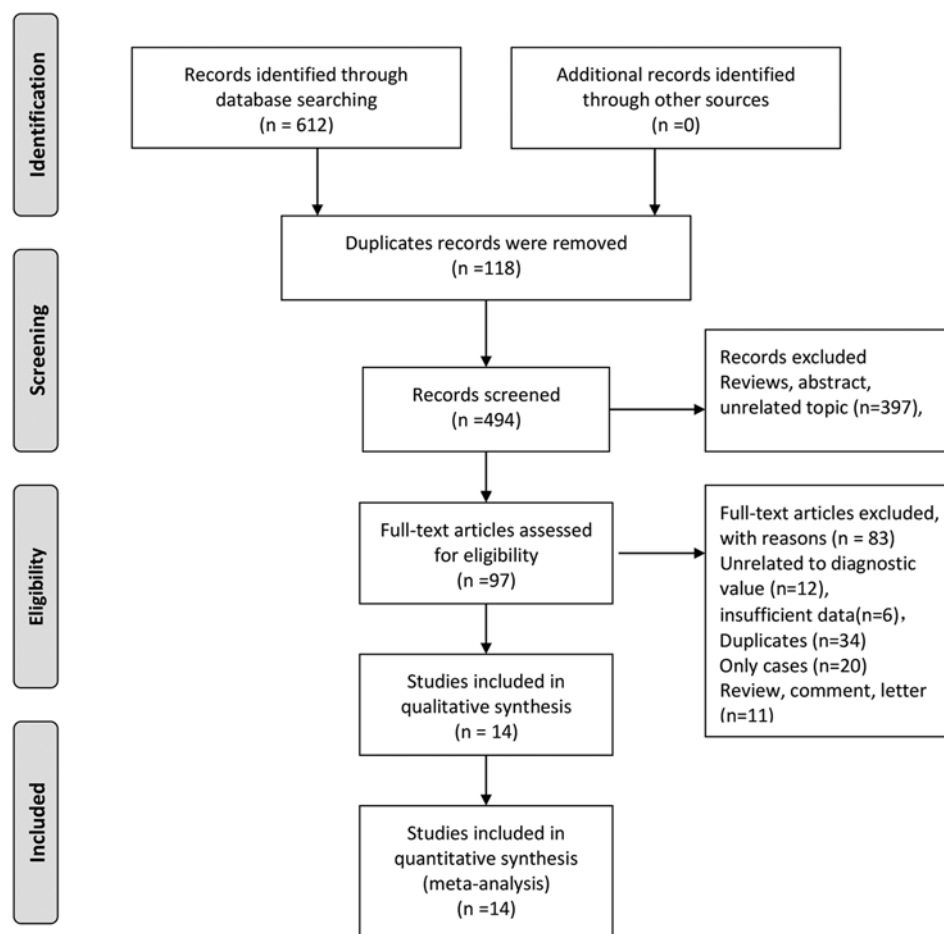 Identification
Records identified through
database searching
(n = 612)
Additional records identified
through other sources
(n =0)
Duplicates records were removed
(n =118)
Screening
Records screened
(n =494)
Records excluded
Reviews, abstract,
unrelated topic (n=397),
Eligibility
Full-text articles assessed
for eligibility
(n =97)
Full-text articles excluded,
with reasons (n = 83)
Unrelated to diagnostic
value (n=12),
insufficient data(n=6)，
Duplicates (n=34)
Only cases (n=20)
Review, comment, letter
(n=11)
Studies included in
qualitative synthesis
(n = 14)
Included
Studies included in
quantitative synthesis
(meta-analysis)
(n =14)